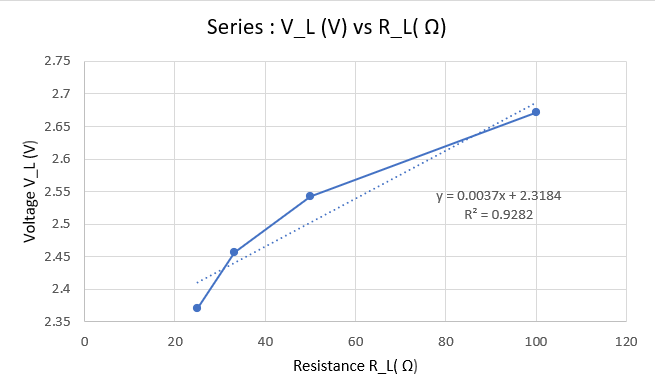 Series : V_L (V) vs R_L( Ω)
2.75
2.7
2.65
2.6
2.55
2.5
2.45
2.4
2.35
Voltage V_L (V)
y = 0.0037x + 2.3184
R² = 0.9282
0 20 40 60 80 100 120
Resistance R_L( Ω)